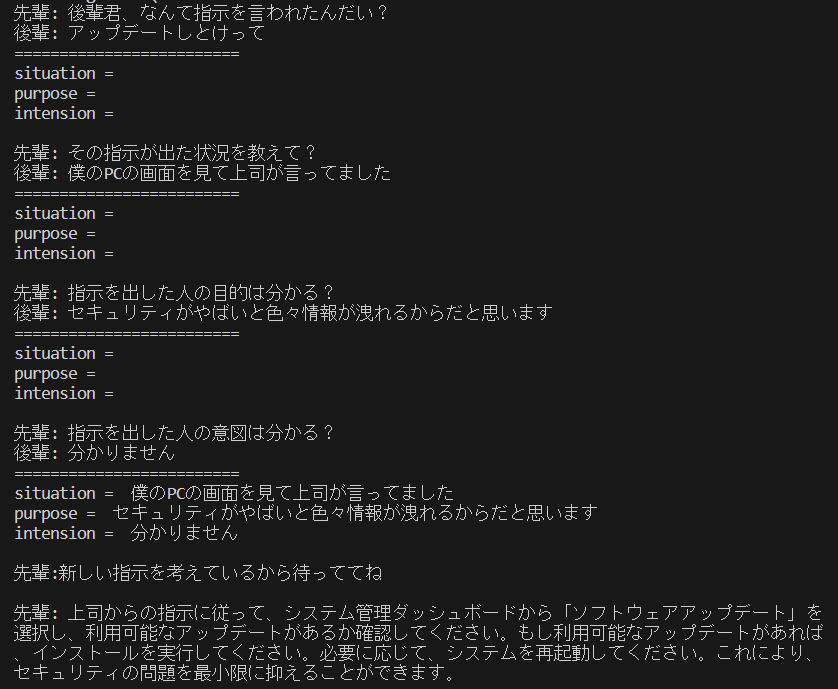 先輩: 後輩君、なんて指示を言われたんだい？
後輩: アップデートしとけって
=========================
situation =
purpose =
intension =
先輩: その指示が出た状況を教えて？
後輩: 僕のPCの画面を見て上司が言ってました
=========================
situation =
purpose =
intension =
先輩: 指示を出した人の目的は分かる？
後輩: セキュリティがやばいと色々情報が洩れるからだと思います
=========================
situation =
purpose =
intension =
先輩: 指示を出した人の意図は分かる？
後輩: 分かりません
=========================
situation =  僕のPCの画面を見て上司が言ってました
purpose =  セキュリティがやばいと色々情報が洩れるからだと思います
intension =  分かりません
先輩:新しい指示を考えているから待っててね
先輩: 上司からの指示に従って、システム管理ダッシュボードから「ソフトウェアアップデート」を
選択し、利用可能なアップデートがあるか確認してください。もし利用可能なアップデートがあれば
、インストールを実行してください。必要に応じて、システムを再起動してください。これにより、
セキュリティの問題を最小限に抑えることができます。